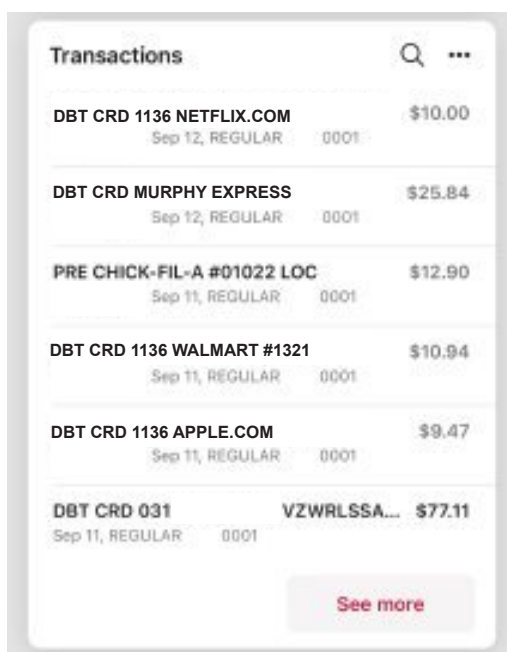 Transactions
DBT CRD 1136 NETFLIX.COM $10.00
Sep 12, REGULAR 0001
DBT CRD MURPHY EXPRESS $25.84
Sep 12, REGULAR 0001
PRE CHICK-FIL-A #01022 LOC $12.90
Sep 11, REGULAR 0001
DBT CRD 1136 WALMART #1321 $10.94
Sep 11, REGULAR 0001
DBT CRD 1136 APPLE.COM $9.47
Sep 11, REGULAR 0001
DBT CRD 031 VZWRLSSA... $77.11
Sep 11, REGULAR 0001
See more